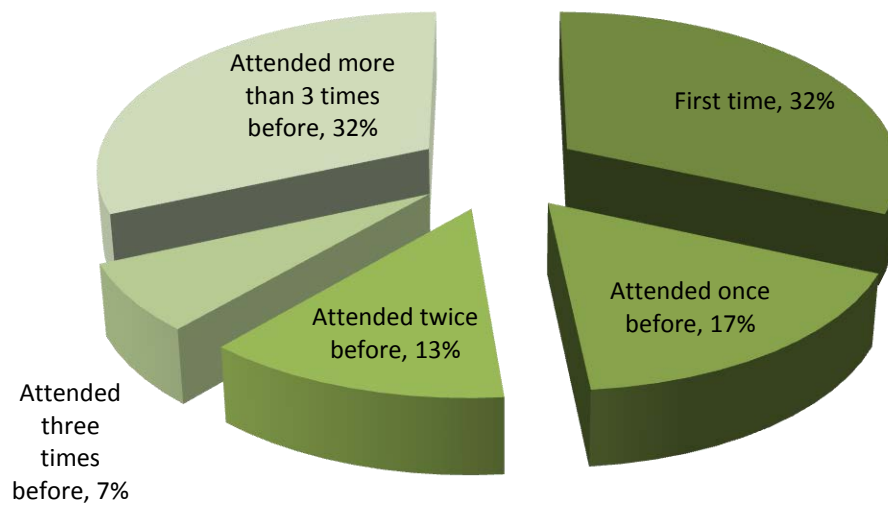 Attended more
than 3 times
before, 32%
First time, 32%
Attended once
before, 17%
Attended twice
before, 13%
Attended
three
times
before, 7%